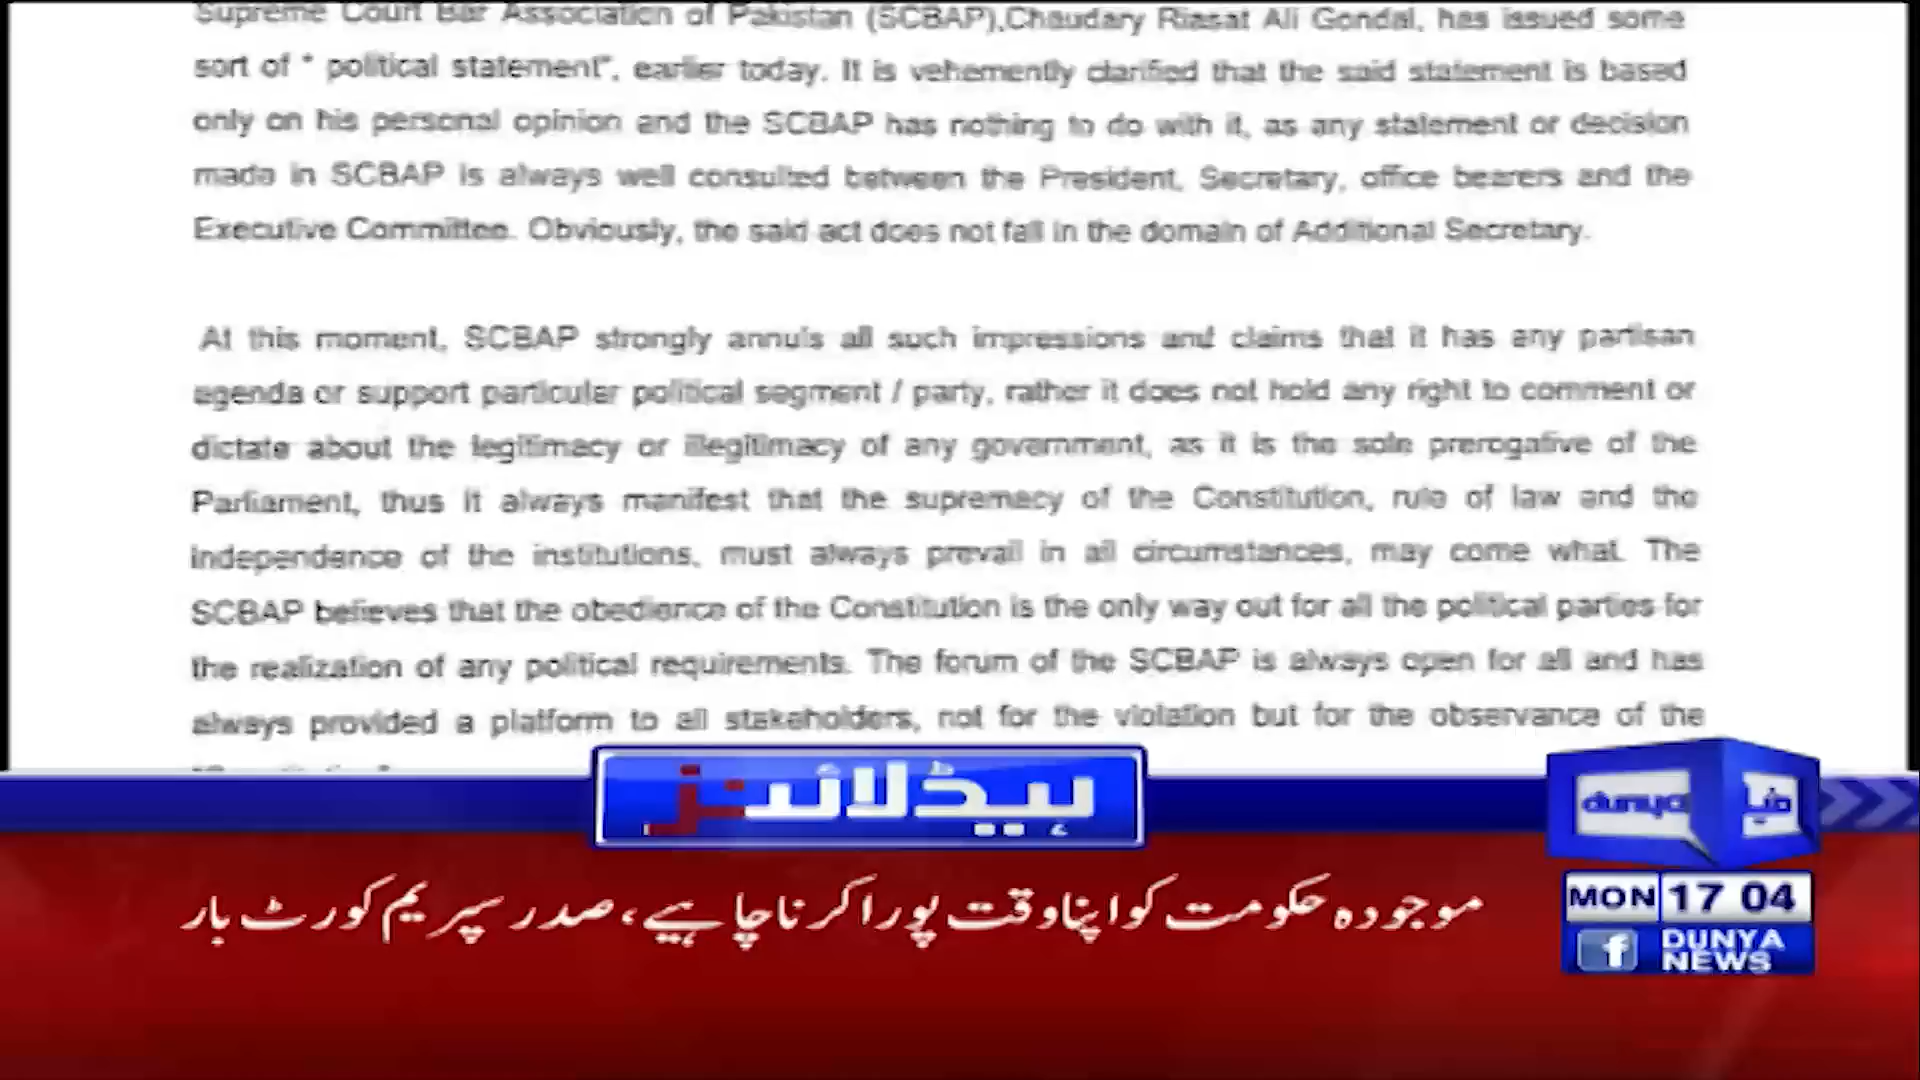 Supreme Court Bar Association of Pakistan (SCBAP),Chaudary Riasat Ali Gondal, has issued some
sort of " political statement", earlier today. It is vehemently clarified that the said statement is based
only on his personal opinion and the SCBAP has nothing to do with it, as any statement or decision
made in SCBAP is always well consulted between the President, Secretary, office bearers and the
Executive Committee. Obviously, the said act does not fall in the domain of Additional Secretary.
At this moment, SCBAP strongly annuls all such impressions and claims that it has any partisan
agenda or support particular political segment / party, rather it does not hold any right to comment or
dictate about the legitimacy or illegitimacy of any government, as it is the sole prerogative of the
Parliament, thus it always manifest that the supremacy of the Constitution, rule of law and the
independence of the institutions, must always prevail in all circumstances, may come what. The
SCBAP believes that the obedience of the Constitution is the only way out for all the political parties for
the realization of any political requirements. The forum of the SCBAP is always open for all and has
always provided a platform to all stakeholders, not for the violation but for the observance of the
ہیڈلائنز
dunya دنیا
موجودہ حکومت کو اپنا وقت پورا کرنا چاہیے، صدر سپریم کورٹ بار
MON 17 04
f DUNYA NEWS